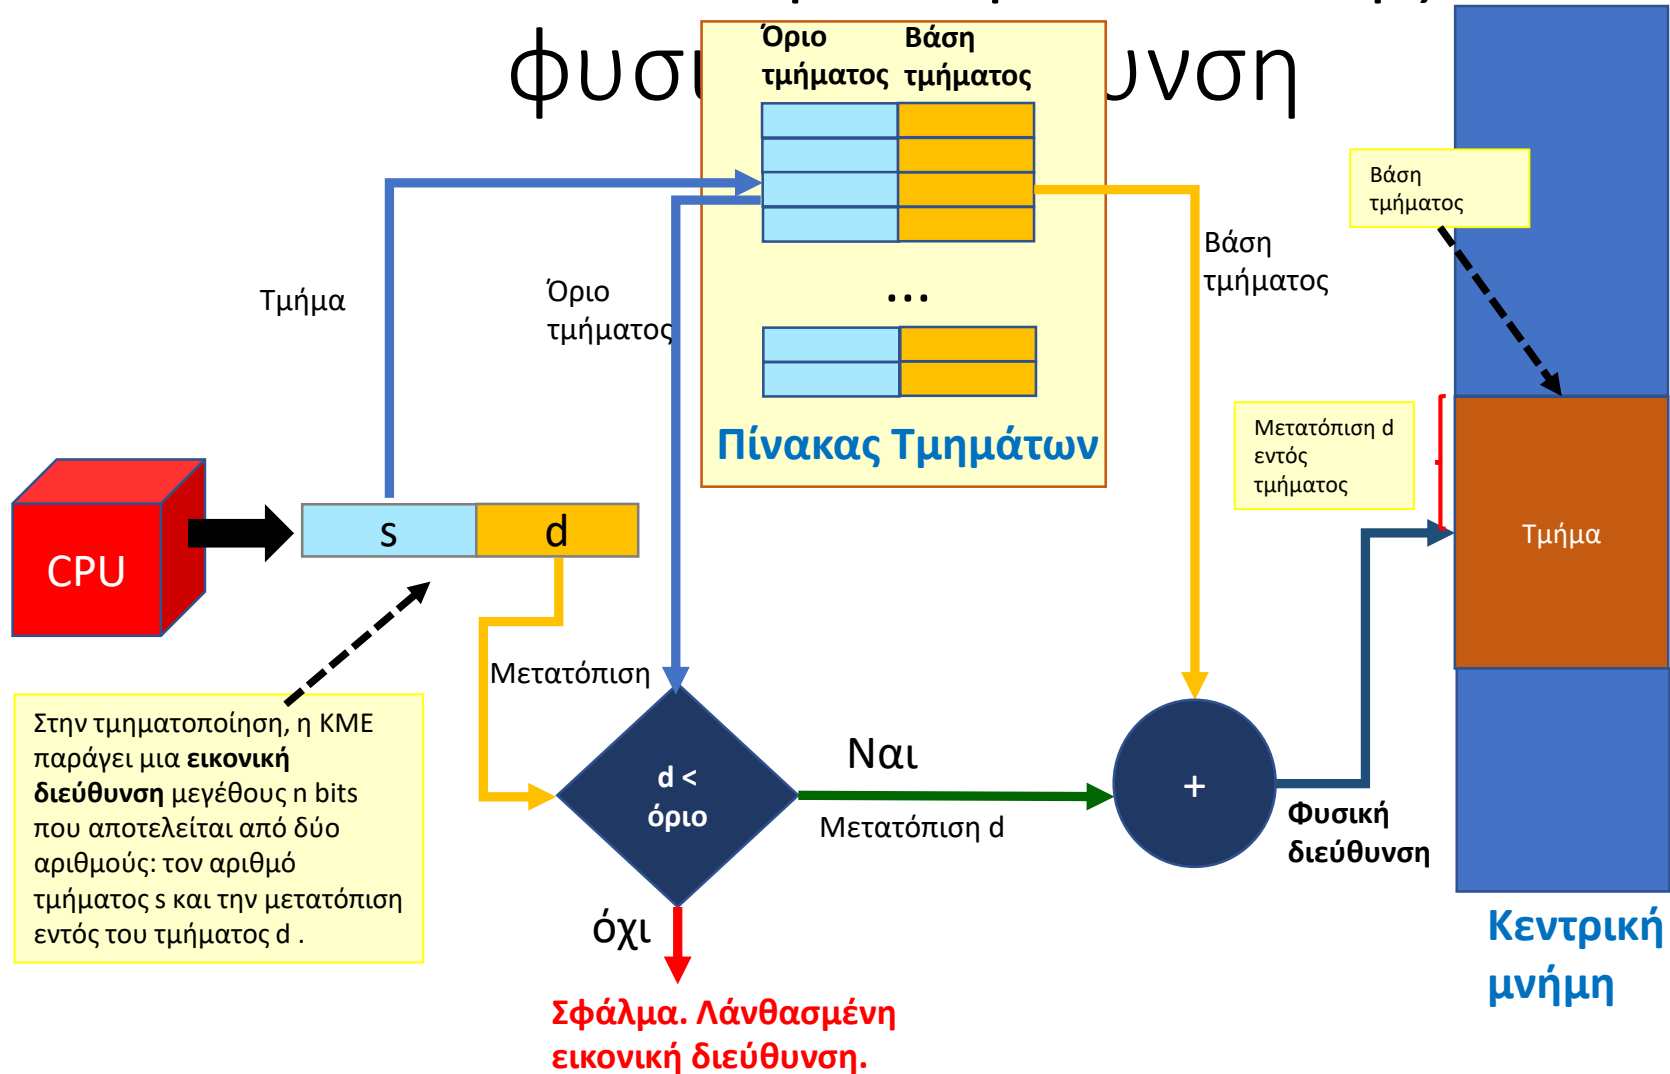 Όριο
τμήματος
Βάση
τμήματος
Βάση
τμήματος
Τμήμα
Όριο
τμήματος
...
Βάση
τμήματος
Πίνακας Τμημάτων
Μετατόπιση d
εντός
τμήματος
CPU
s
d
Τμήμα
Μετατόπιση
Στην τμηματοποίηση, η ΚΜΕ
παράγει μια εικονική
διεύθυνση μεγέθους n bits
που αποτελείται από δύο
αριθμούς: τον αριθμό
τμήματος s και την μετατόπιση
εντός του τμήματος d .
d <
όριο
Ναι
Μετατόπιση d
+
Φυσική
διεύθυνση
όχι
Σφάλμα. Λάνθασμένη
εικονική διεύθυνση.
Κεντρική
μνήμη